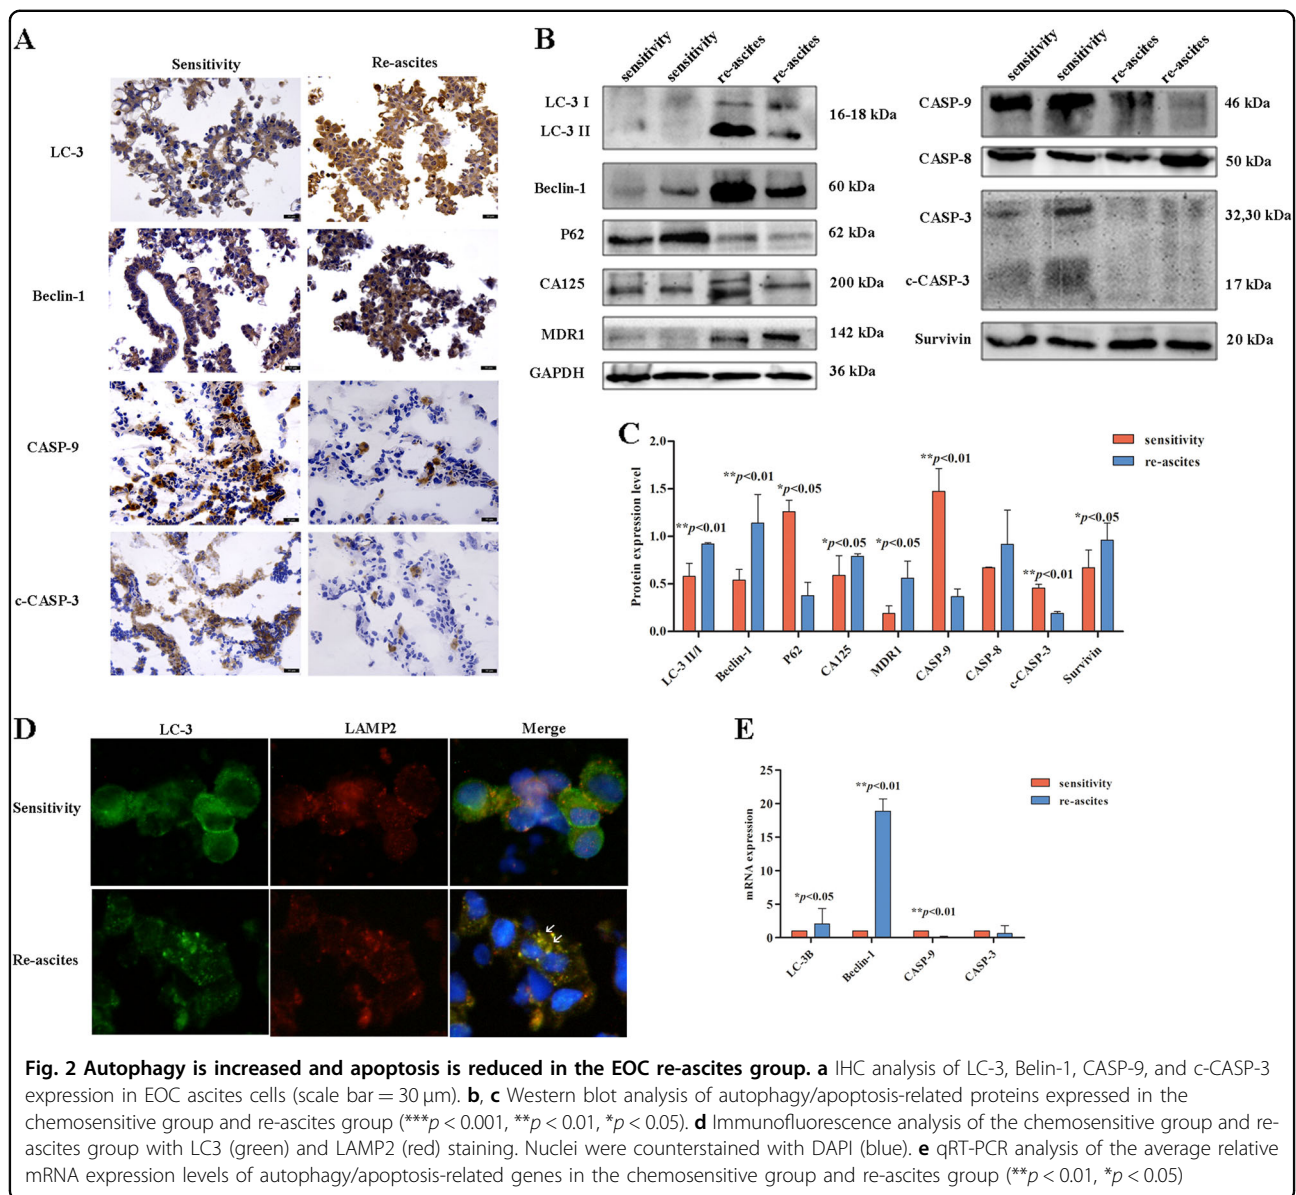 A
Sensitivity
Re-ascites
LC-3
Beclin-1
CASP-9
c-CASP-3
B
sensitivity
sensitivity
re-ascites
re-ascites
LC-3 I
LC-3 II
16-18 kDa
Beclin-1
60 kDa
P62
62 kDa
CA125
200 kDa
MDR1
142 kDa
GAPDH
36 kDa
sensitivity
sensitivity
re-ascites
re-ascites
CASP-9
46 kDa
CASP-8
50 kDa
CASP-3
32,30 kDa
c-CASP-3
17 kDa
Survivin
20 kDa
C
Protein expression level
2.0
1.5
1.0
0.5
0.0
**p<0.01
**p<0.01
*p<0.05
*p<0.05
*p<0.05
**p<0.01
**p<0.01
*p<0.05
sensitivity
re-ascites
LC-3 II/I
Beclin-1
P62
CA125
MDR1
CASP-9
CASP-8
c-CASP-3
Survivin
D
LC-3
LAMP2
Merge
Sensitivity
Re-ascites
E
mRNA expression
25
20
15
10
5
0
*p<0.05
**p<0.01
**p<0.01
sensitivity
re-ascites
LC-3B
Beclin-1
CASP-9
CASP-3
Fig. 2 Autophagy is increased and apoptosis is reduced in the EOC re-ascites group. a IHC analysis of LC-3, Belin-1, CASP-9, and c-CASP-3
expression in EOC ascites cells (scale bar = 30 μm). b, c Western blot analysis of autophagy/apoptosis-related proteins expressed in the
chemosensitive group and re-ascites group (***p < 0.001, **p < 0.01, *p < 0.05). d Immunofluorescence analysis of the chemosensitive group and re-
ascites group with LC3 (green) and LAMP2 (red) staining. Nuclei were counterstained with DAPI (blue). e qRT-PCR analysis of the average relative
mRNA expression levels of autophagy/apoptosis-related genes in the chemosensitive group and re-ascites group (**p < 0.01, *p < 0.05)